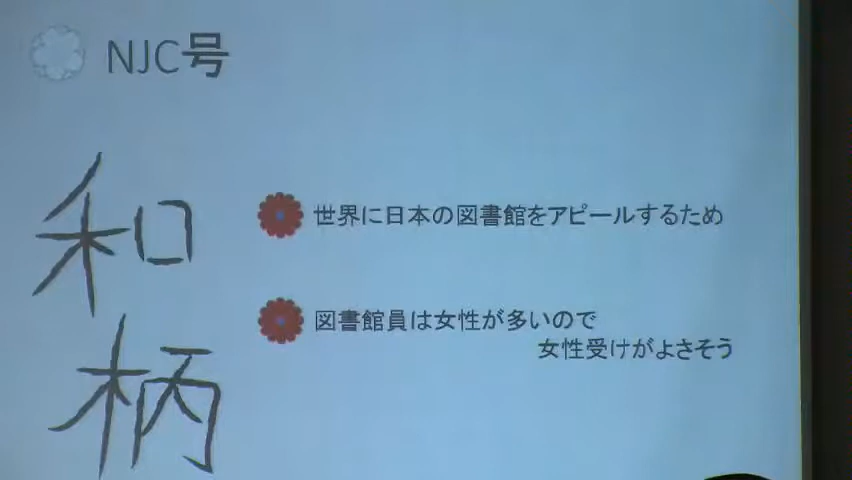 NJC号
和柄
世界に日本の図書館をアピールするため
図書館員は女性が多いので
女性受けがよさそう